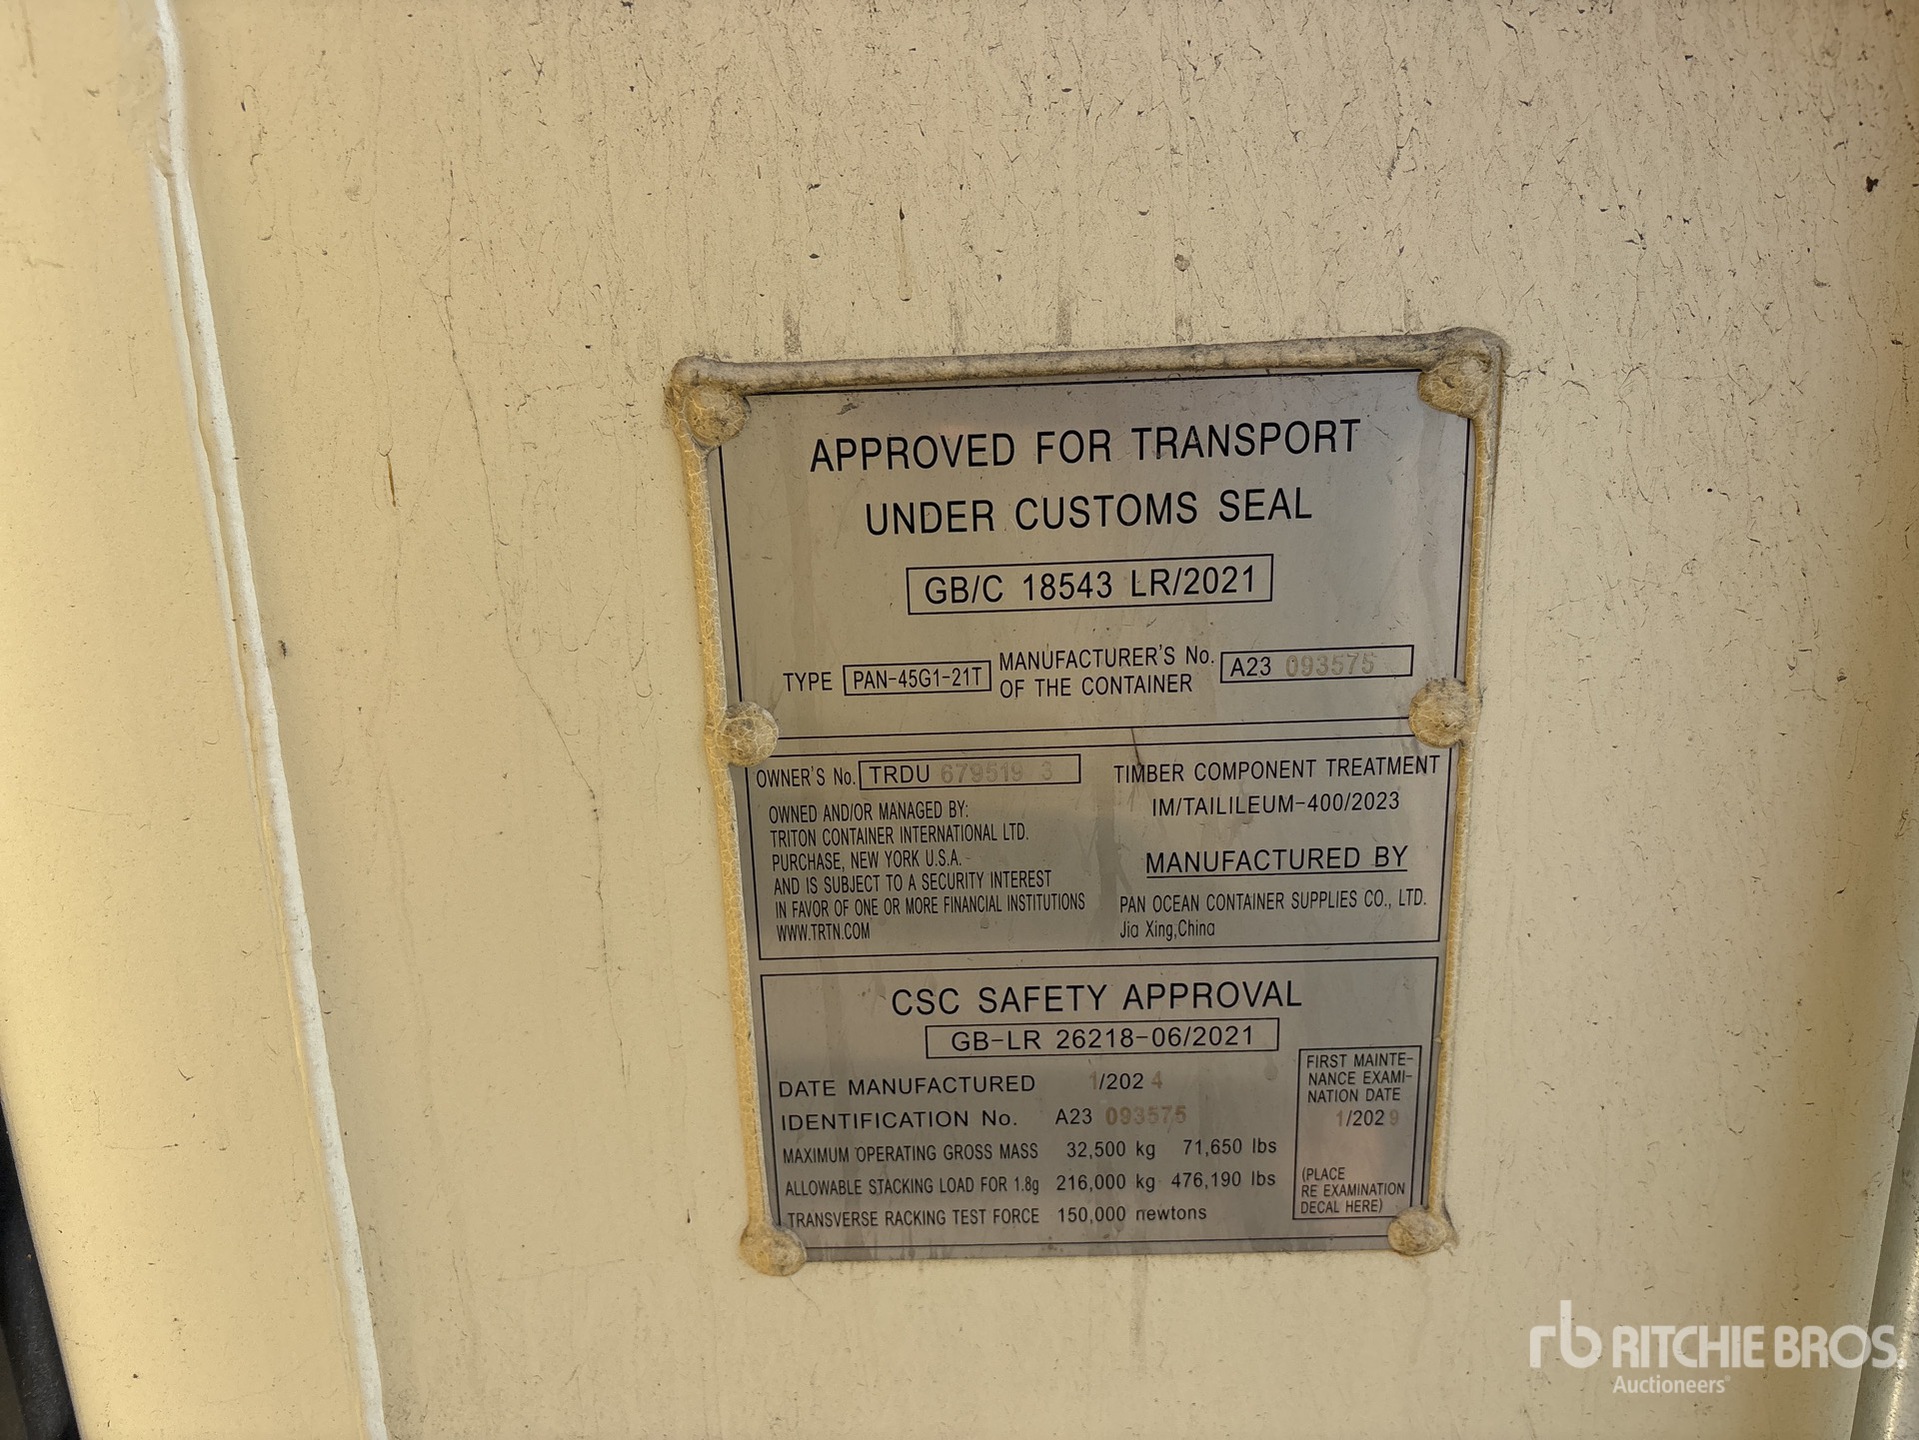 APPROVED FOR TRANSPORT
UNDER CUSTOMS SEAL
GB/C 18543 LR/2021
TYPE PAN-45G1-21T MANUFACTURER'S No. OF THE CONTAINER A23 093575
OWNER'S No. TRDU 679519 3
OWNED AND/OR MANAGED BY:
TRITON CONTAINER INTERNATIONAL LTD.
PURCHASE, NEW YORK U.S.A.
AND IS SUBJECT TO A SECURITY INTEREST
IN FAVOR OF ONE OR MORE FINANCIAL INSTITUTIONS
WWW.TRTN.COM
TIMBER COMPONENT TREATMENT
IM/TAILILEUM-400/2023
MANUFACTURED BY
PAN OCEAN CONTAINER SUPPLIES CO., LTD.
Jia Xing,China
CSC SAFETY APPROVAL
GB-LR 26218-06/2021
DATE MANUFACTURED 1/2024
IDENTIFICATION No. A23 093575
MAXIMUM OPERATING GROSS MASS 32,500 kg 71,650 lbs
ALLOWABLE STACKING LOAD FOR 1.8g 216,000 kg 476,190 lbs
TRANSVERSE RACKING TEST FORCE 150,000 newtons
FIRST MAINTE-
NANCE EXAMI-
NATION DATE
1/2029
(PLACE
RE EXAMINATION
DECAL HERE)
rb RITCHIE BROS
Auctioneers